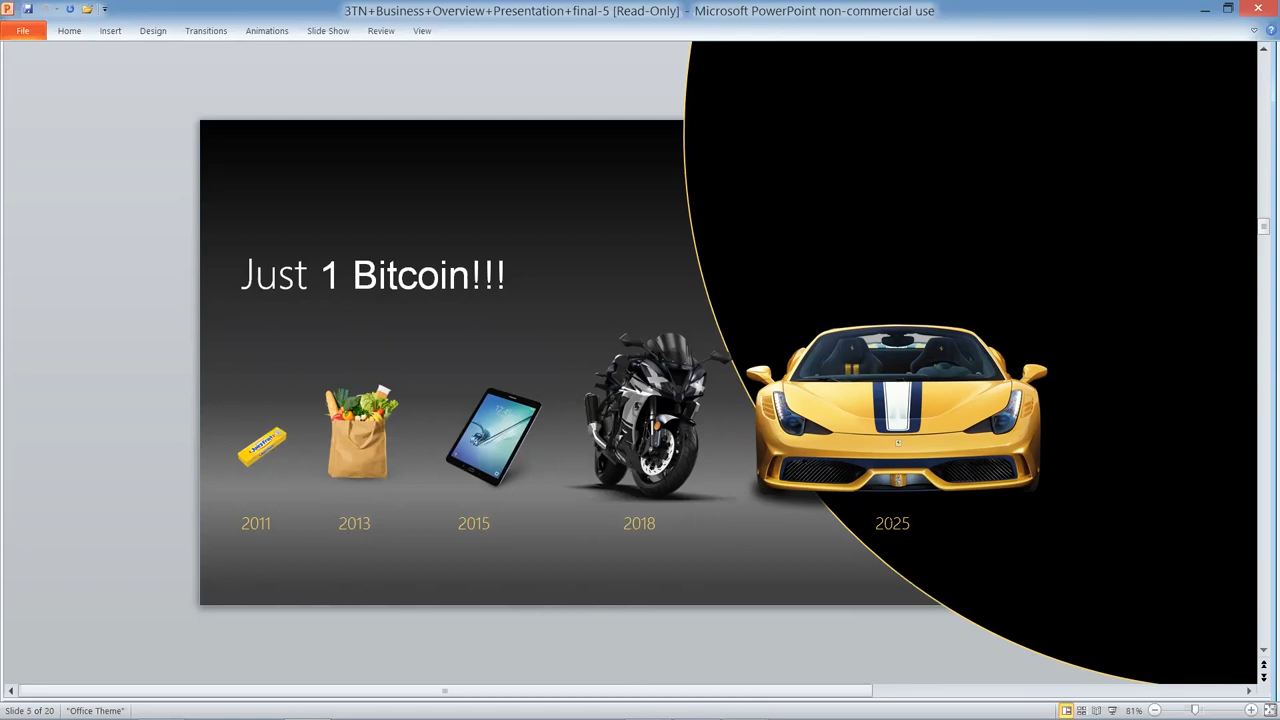 3TN+Business+Overview+Presentation+final-5 [Read-Only] - Microsoft PowerPoint non-commercial use
File Home Insert Design Transitions Animations Slide Show Review View
Just 1 Bitcoin!!!
2011 2013 2015 2018 2025
Slide 5 of 20 "Office Theme" 81%